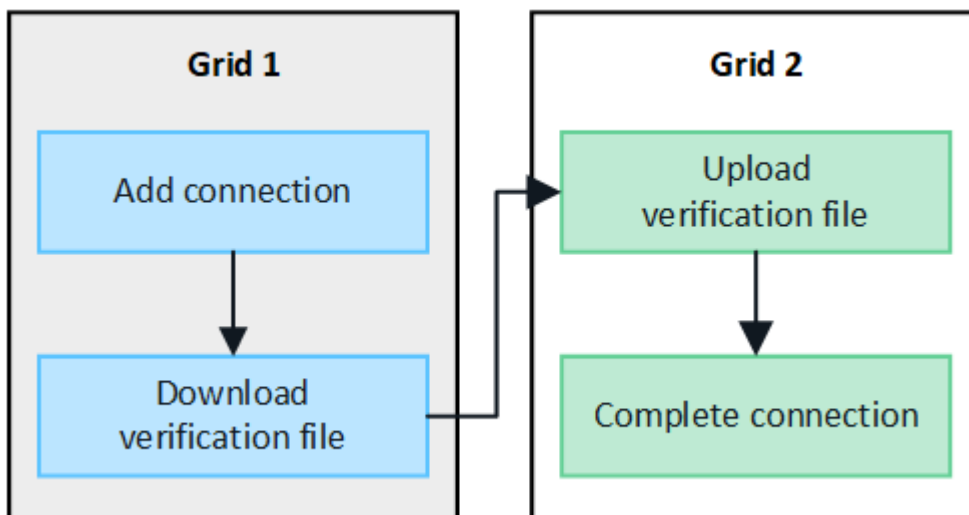 Grid 1
Add connection
Download
verification file
Grid 2
Upload
verification file
Complete connection